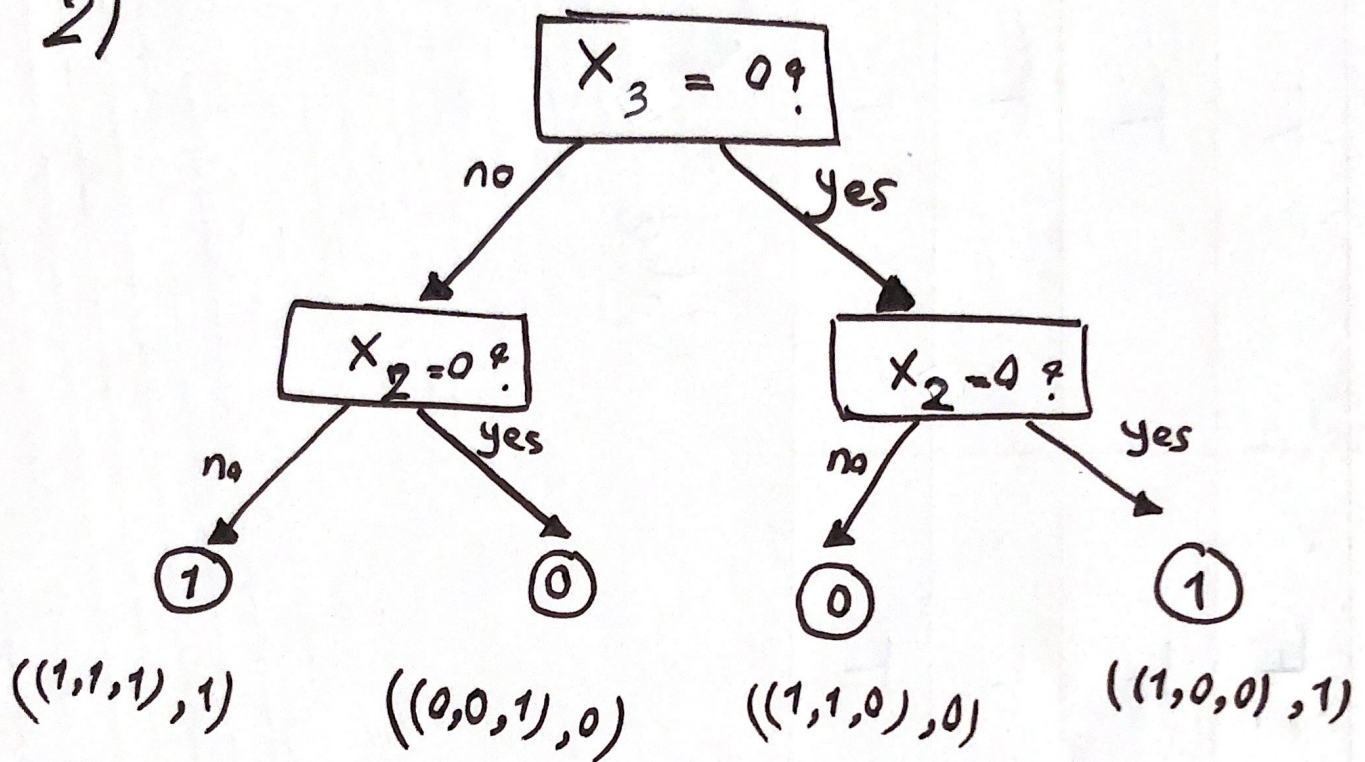 2)
X₃ = 0?
no yes
X₂=0? X₂=0?
no yes no yes
1 0 0 1
((1,1,1),1) ((0,0,1),0) ((1,1,0),0) ((1,0,0),1)